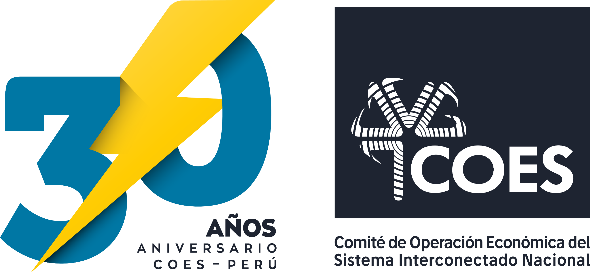 30
AÑOS
ANIVERSARIO
COES – PERÚ
COES
Comité de Operación Económica del
Sistema Interconectado Nacional